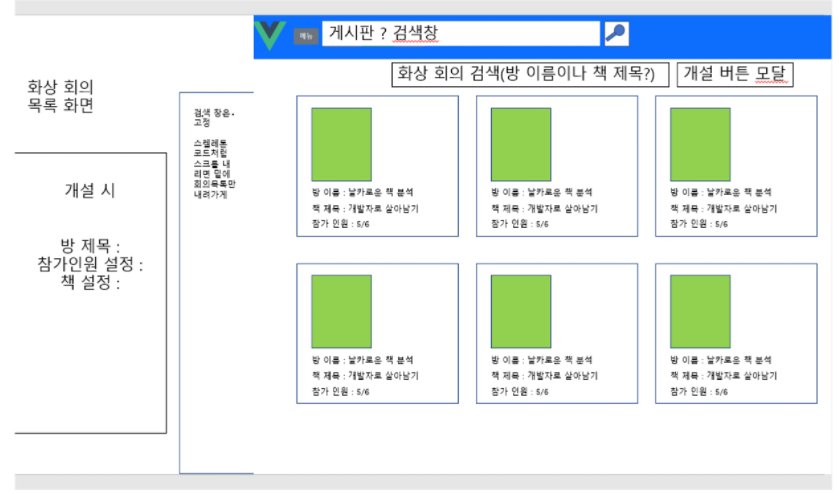 화상 회의
목록 화면
개설 시
방 제목 :
참가인원 설정 :
책 설정 :
검색 창은.
고정
스켈레톤
로드처럼
스크롤 내
리면 밑에
회의목록만
내려가게
메뉴
게시판 ? 검색창
화상 회의 검색(방 이름이나 책 제목?)
개설 버튼 모달
방 이름 : 날카로운 책 분석
책 제목 : 개발자로 살아남기
참가 인원 : 5/6
방 이름 : 날카로운 책 분석
책 제목 : 개발자로 살아남기
참가 인원 : 5/6
방 이름 : 날카로운 책 분석
책 제목 : 개발자로 살아남기
참가 인원 : 5/6
방 이름 : 날카로운 책 분석
책 제목 : 개발자로 살아남기
참가 인원 : 5/6
방 이름 : 날카로운 책 분석
책 제목 : 개발자로 살아남기
참가 인원 : 5/6
방 이름 : 날카로운 책 분석
책 제목 : 개발자로 살아남기
참가 인원 : 5/6